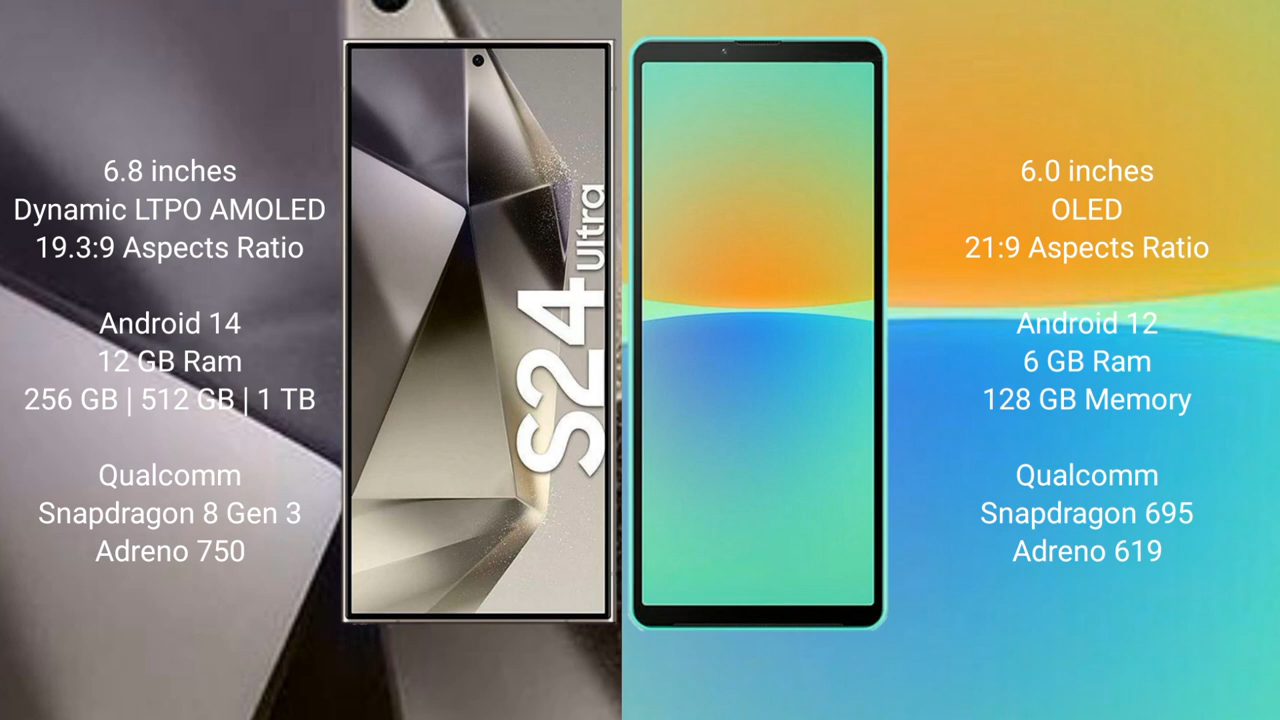 6.8 inches
Dynamic LTPO AMOLED
19.3:9 Aspects Ratio
Android 14
12 GB Ram
256 GB | 512 GB | 1 TB
Qualcomm
Snapdragon 8 Gen 3
Adreno 750
S24 Ultra
6.0 inches
OLED
21:9 Aspects Ratio
Android 12
6 GB Ram
128 GB Memory
Qualcomm
Snapdragon 695
Adreno 619